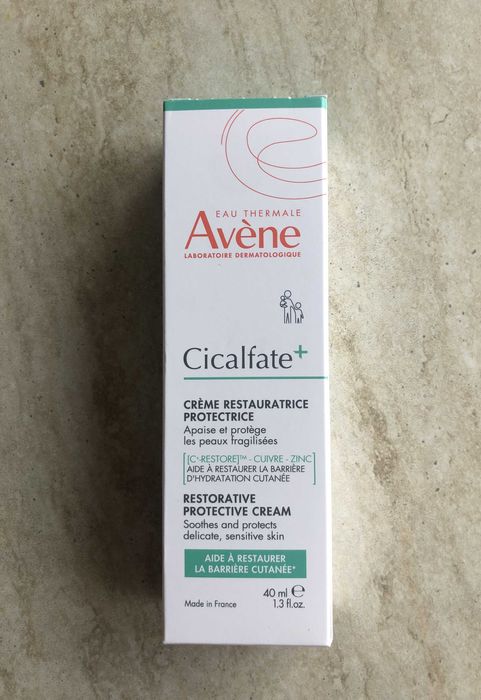 EAU THERMALE
Avène
LABORATOIRE DERMATOLOGIQUE
Cicalfate+
CRÈME RESTAURATRICE
PROTECTRICE
Apaise et protège
les peaux fragilisées
[C+-RESTORE]™ - CUIVRE - ZINC
AIDE À RESTAURER LA BARRIÈRE
D'HYDRATATION CUTANÉE
RESTORATIVE
PROTECTIVE CREAM
Soothes and protects
delicate, sensitive skin
AIDE À RESTAURER
LA BARRIÈRE CUTANÉE*
40 ml ℮
Made in France 1.3 fl.oz.